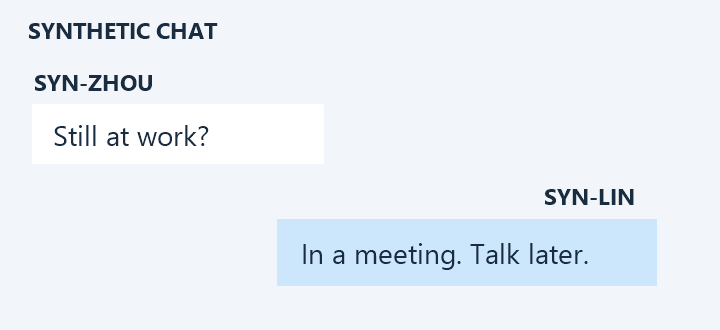 SYNTHETIC CHAT
SYN-ZHOU
Still at work?
SYN-LIN
In a meeting. Talk later.